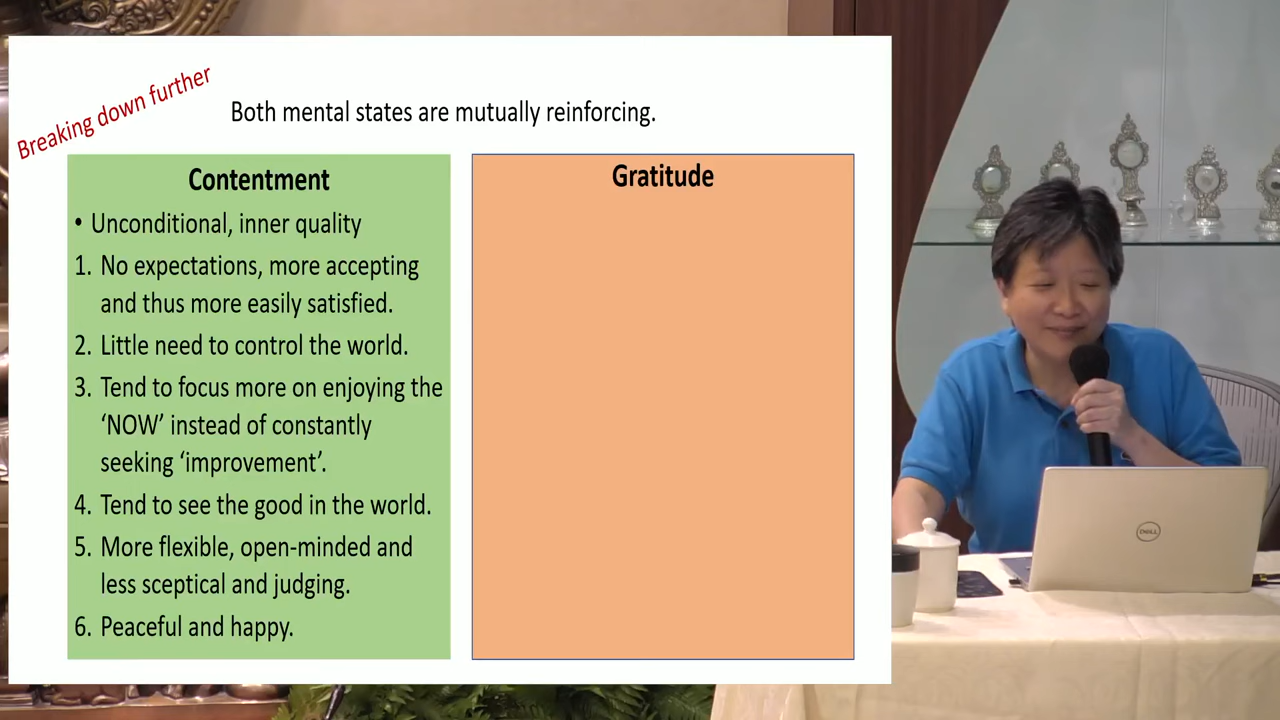 Breaking down further
Both mental states are mutually reinforcing.
Contentment
• Unconditional, inner quality
1. No expectations, more accepting
and thus more easily satisfied.
2. Little need to control the world.
3. Tend to focus more on enjoying the
‘NOW’ instead of constantly
seeking ‘improvement’.
4. Tend to see the good in the world.
5. More flexible, open-minded and
less sceptical and judging.
6. Peaceful and happy.
Gratitude
DELL